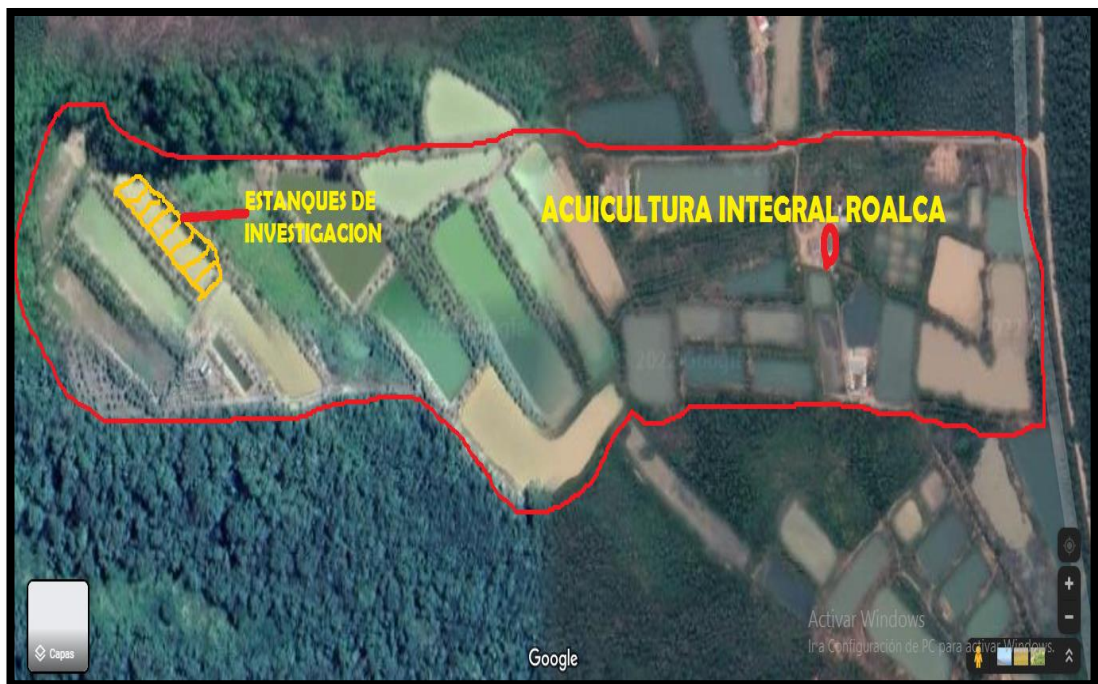 ESTANQUES DE
INVESTIGACION
ACUICULTURA INTEGRAL ROALCA
Activar Windows
Ir a Configuración de PC para activar Windows.
Capas
Google